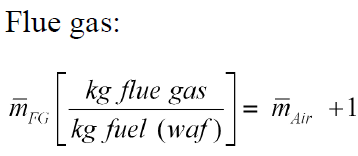 Flue gas:
m̅_FG [ kg flue gas / kg fuel (waf) ] = m̅_Air + 1